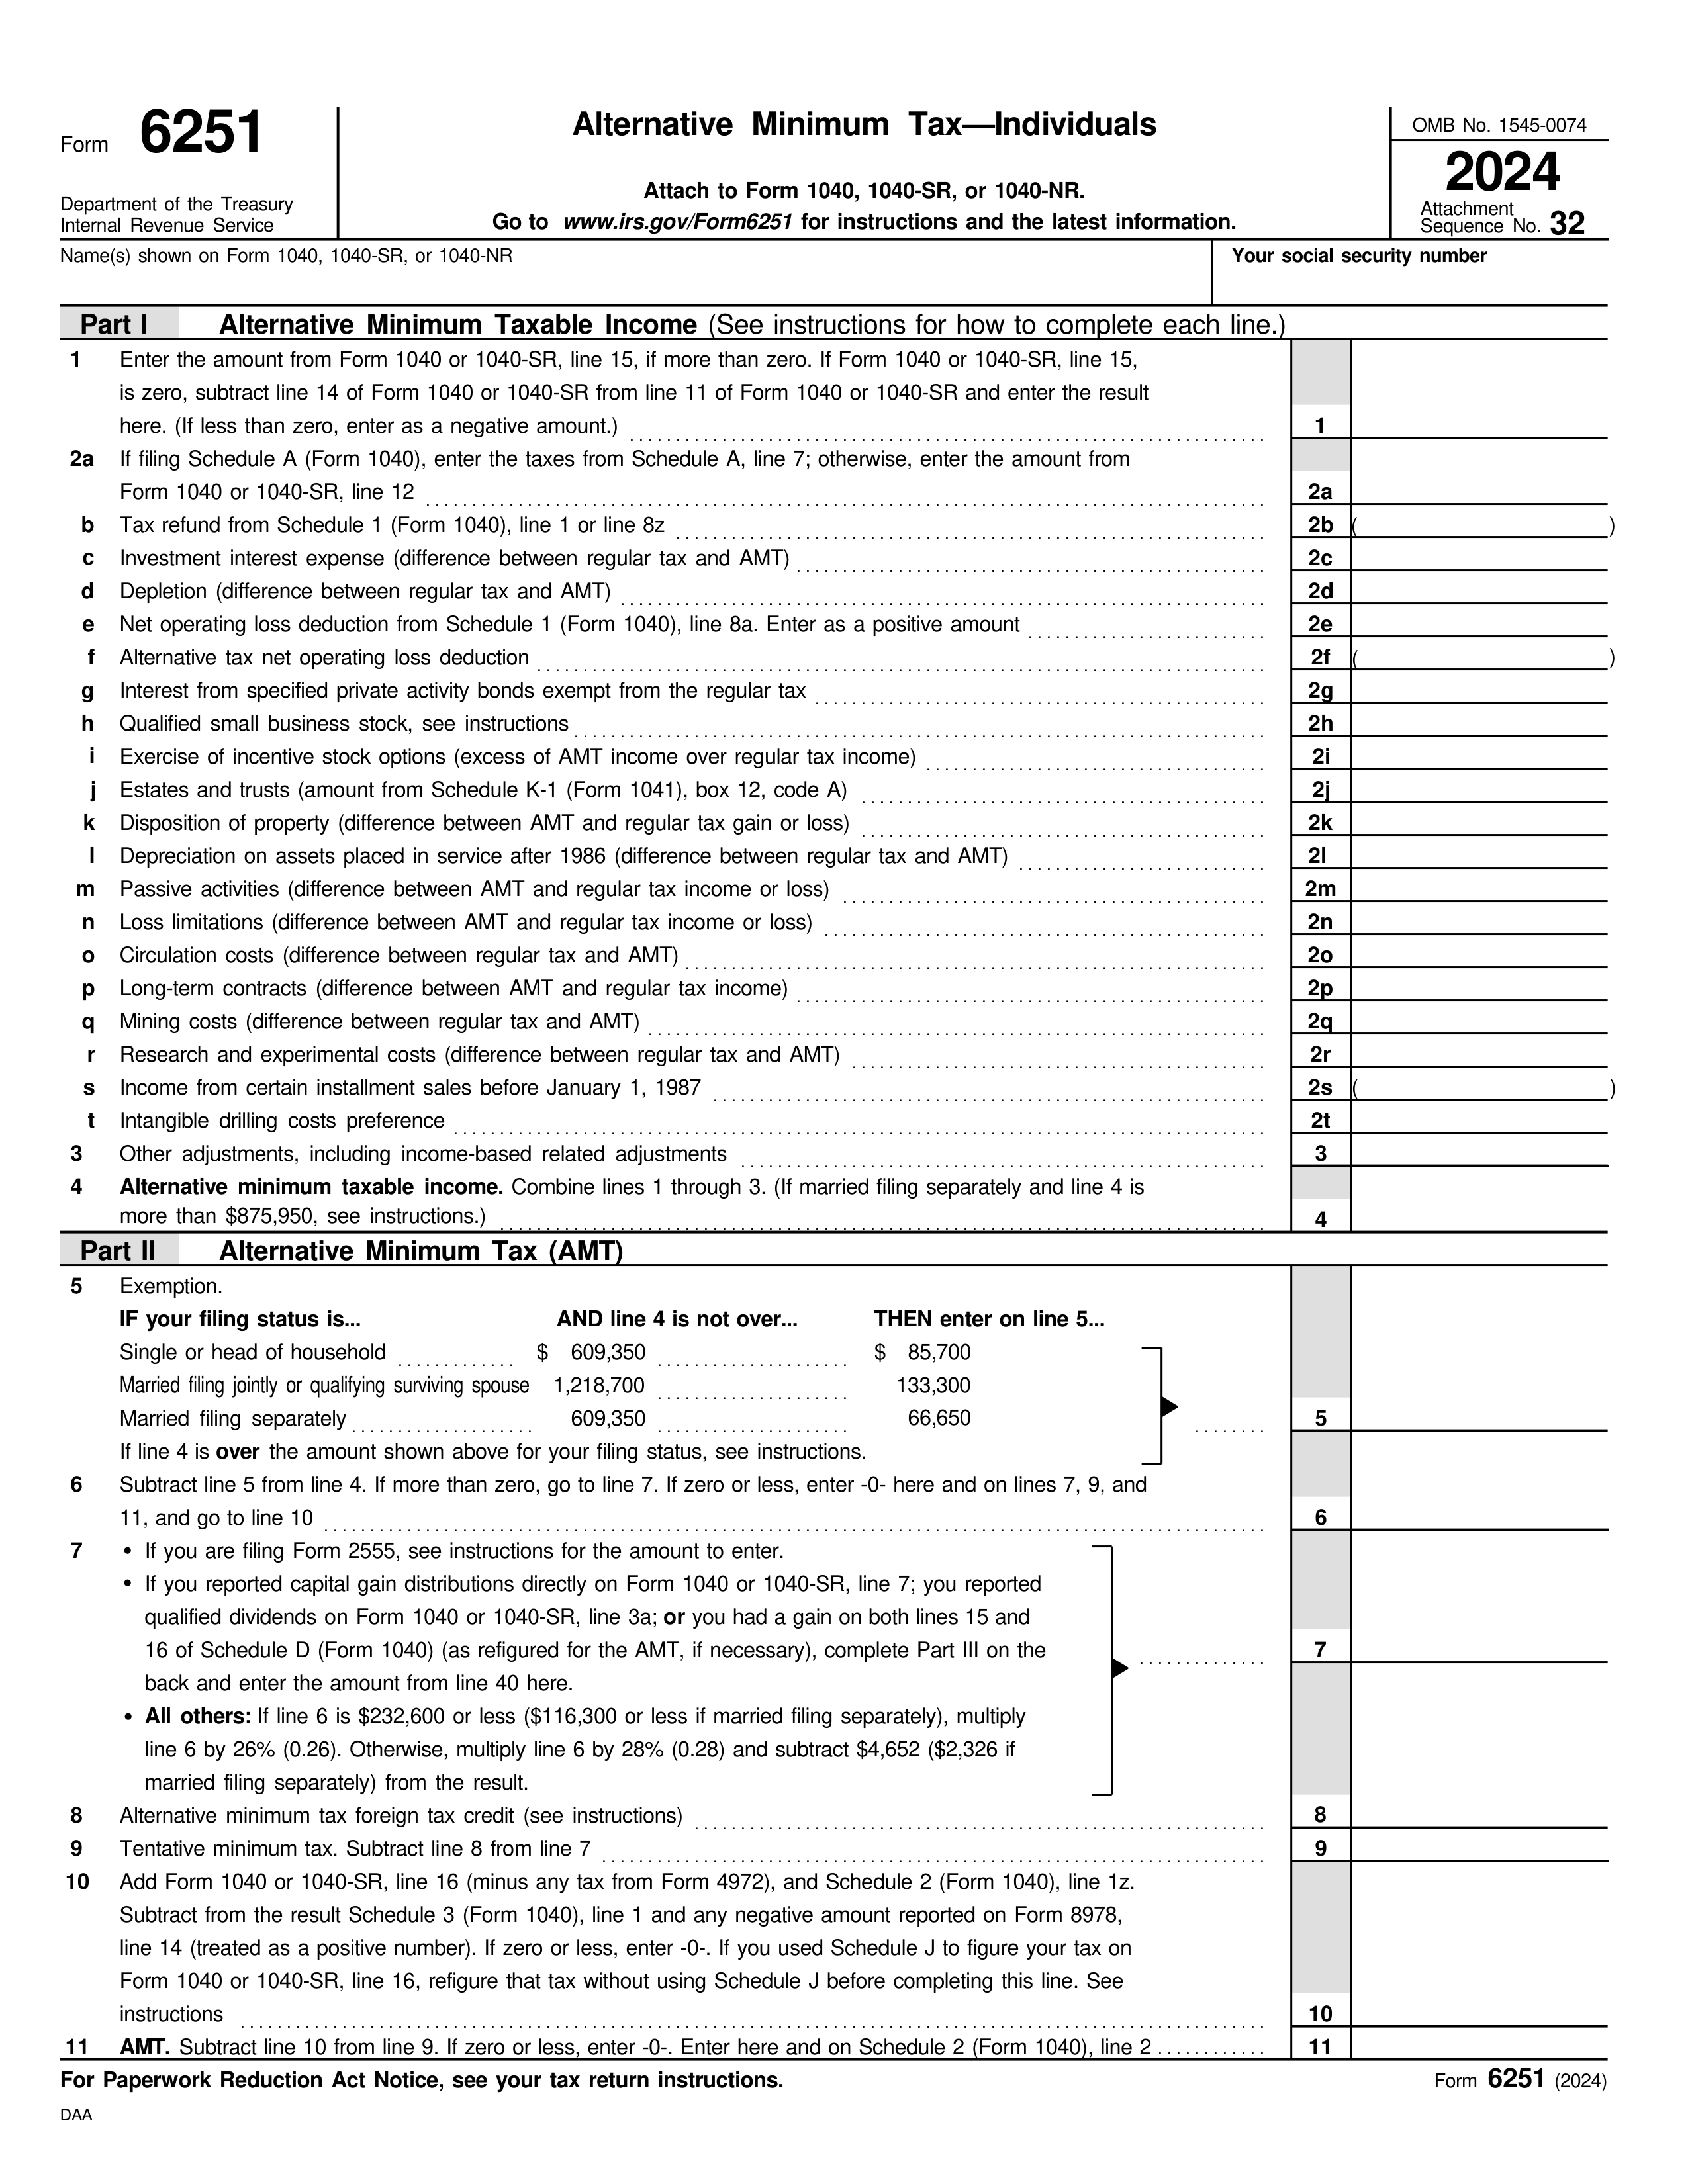 Form 6251
Department of the Treasury
Internal Revenue Service
Alternative Minimum Tax—Individuals
Attach to Form 1040, 1040-SR, or 1040-NR.
Go to www.irs.gov/Form6251 for instructions and the latest information.
OMB No. 1545-0074
2024
Attachment
Sequence No. 32
Name(s) shown on Form 1040, 1040-SR, or 1040-NR
Your social security number
Part I Alternative Minimum Taxable Income (See instructions for how to complete each line.)
1 Enter the amount from Form 1040 or 1040-SR, line 15, if more than zero. If Form 1040 or 1040-SR, line 15,
is zero, subtract line 14 of Form 1040 or 1040-SR from line 11 of Form 1040 or 1040-SR and enter the result
here. (If less than zero, enter as a negative amount.) 1
2a If filing Schedule A (Form 1040), enter the taxes from Schedule A, line 7; otherwise, enter the amount from
Form 1040 or 1040-SR, line 12 2a
b Tax refund from Schedule 1 (Form 1040), line 1 or line 8z 2b ( )
c Investment interest expense (difference between regular tax and AMT) 2c
d Depletion (difference between regular tax and AMT) 2d
e Net operating loss deduction from Schedule 1 (Form 1040), line 8a. Enter as a positive amount 2e
f Alternative tax net operating loss deduction 2f ( )
g Interest from specified private activity bonds exempt from the regular tax 2g
h Qualified small business stock, see instructions 2h
i Exercise of incentive stock options (excess of AMT income over regular tax income) 2i
j Estates and trusts (amount from Schedule K-1 (Form 1041), box 12, code A) 2j
k Disposition of property (difference between AMT and regular tax gain or loss) 2k
l Depreciation on assets placed in service after 1986 (difference between regular tax and AMT) 2l
m Passive activities (difference between AMT and regular tax income or loss) 2m
n Loss limitations (difference between AMT and regular tax income or loss) 2n
o Circulation costs (difference between regular tax and AMT) 2o
p Long-term contracts (difference between AMT and regular tax income) 2p
q Mining costs (difference between regular tax and AMT) 2q
r Research and experimental costs (difference between regular tax and AMT) 2r
s Income from certain installment sales before January 1, 1987 2s ( )
t Intangible drilling costs preference 2t
3 Other adjustments, including income-based related adjustments 3
4 Alternative minimum taxable income. Combine lines 1 through 3. (If married filing separately and line 4 is
more than $875,950, see instructions.) 4
Part II Alternative Minimum Tax (AMT)
5 Exemption.
IF your filing status is... AND line 4 is not over... THEN enter on line 5...
Single or head of household $ 609,350 $ 85,700
Married filing jointly or qualifying surviving spouse 1,218,700 133,300
Married filing separately 609,350 66,650 5
If line 4 is over the amount shown above for your filing status, see instructions.
6 Subtract line 5 from line 4. If more than zero, go to line 7. If zero or less, enter -0- here and on lines 7, 9, and
11, and go to line 10 6
7 • If you are filing Form 2555, see instructions for the amount to enter.
• If you reported capital gain distributions directly on Form 1040 or 1040-SR, line 7; you reported
qualified dividends on Form 1040 or 1040-SR, line 3a; or you had a gain on both lines 15 and
16 of Schedule D (Form 1040) (as refigured for the AMT, if necessary), complete Part III on the 7
back and enter the amount from line 40 here.
• All others: If line 6 is $232,600 or less ($116,300 or less if married filing separately), multiply
line 6 by 26% (0.26). Otherwise, multiply line 6 by 28% (0.28) and subtract $4,652 ($2,326 if
married filing separately) from the result.
8 Alternative minimum tax foreign tax credit (see instructions) 8
9 Tentative minimum tax. Subtract line 8 from line 7 9
10 Add Form 1040 or 1040-SR, line 16 (minus any tax from Form 4972), and Schedule 2 (Form 1040), line 1z.
Subtract from the result Schedule 3 (Form 1040), line 1 and any negative amount reported on Form 8978,
line 14 (treated as a positive number). If zero or less, enter -0-. If you used Schedule J to figure your tax on
Form 1040 or 1040-SR, line 16, refigure that tax without using Schedule J before completing this line. See
instructions 10
11 AMT. Subtract line 10 from line 9. If zero or less, enter -0-. Enter here and on Schedule 2 (Form 1040), line 2 11
For Paperwork Reduction Act Notice, see your tax return instructions. Form 6251 (2024)
DAA